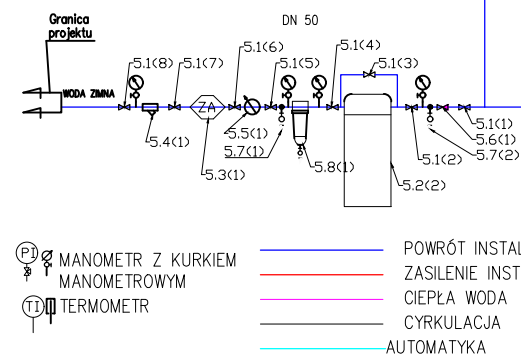 Granica
projektu
DN 50
5.1(8)
5.1(7)
5.1(6)
5.1(5)
5.1(4)
5.1(3)
WODA ZIMNA
ZA
5.4(1)
5.3(1)
5.5(1)
5.7(1)
5.8(1)
5.2(2)
5.1(2)
5.1(1)
5.6(1)
5.7(2)
PI
MANOMETR Z KURKIEM
MANOMETROWYM
TI
TERMOMETR
POWRÓT INSTAL
ZASILENIE INST
CIEPŁA WODA
CYRKULACJA
AUTOMATYKA